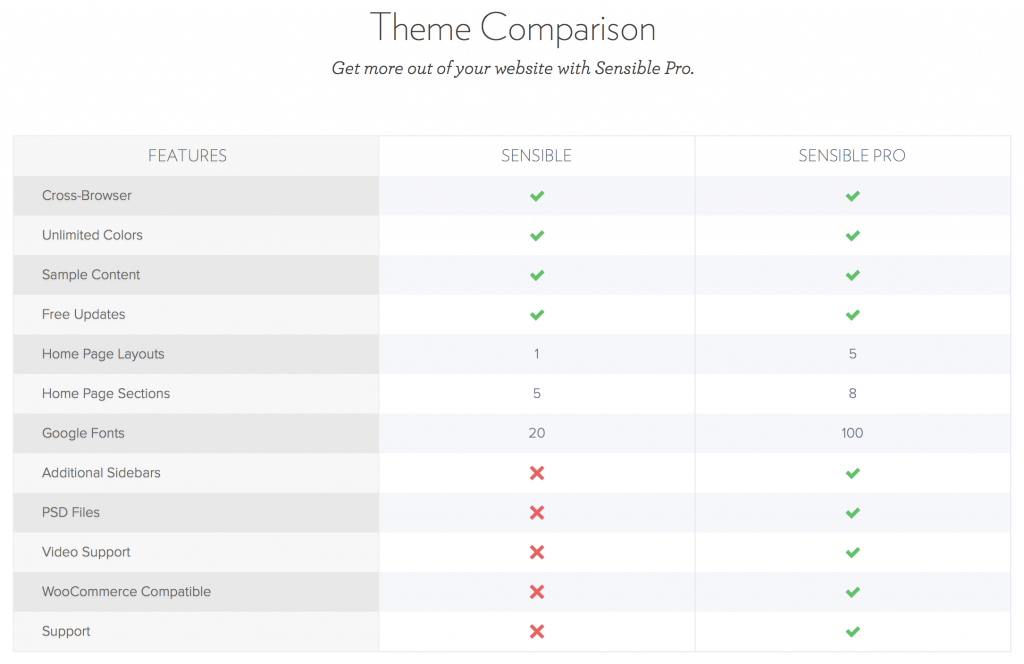 Theme Comparison
Get more out of your website with Sensible Pro.
FEATURES SENSIBLE SENSIBLE PRO
Cross-Browser
Unlimited Colors
Sample Content
Free Updates
Home Page Layouts 1 5
Home Page Sections 5 8
Google Fonts 20 100
Additional Sidebars
PSD Files
Video Support
WooCommerce Compatible
Support